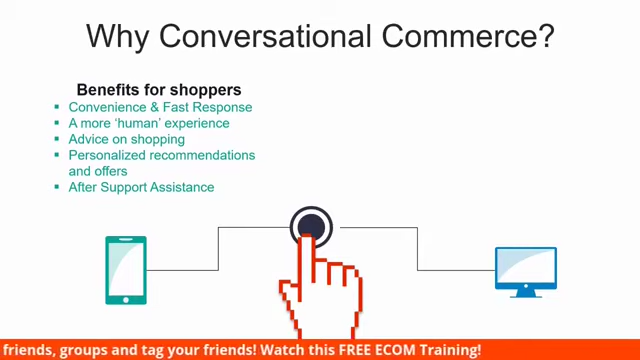 Why Conversational Commerce?
Benefits for shoppers
▪ Convenience & Fast Response
▪ A more ‘human’ experience
▪ Advice on shopping
▪ Personalized recommendations
and offers
▪ After Support Assistance
friends, groups and tag your friends! Watch this FREE ECOM Training!